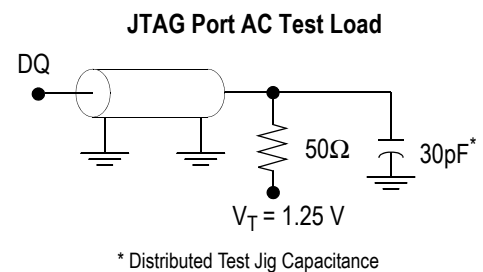 JTAG Port AC Test Load
DQ
50Ω
30pF*
V_T = 1.25 V
* Distributed Test Jig Capacitance